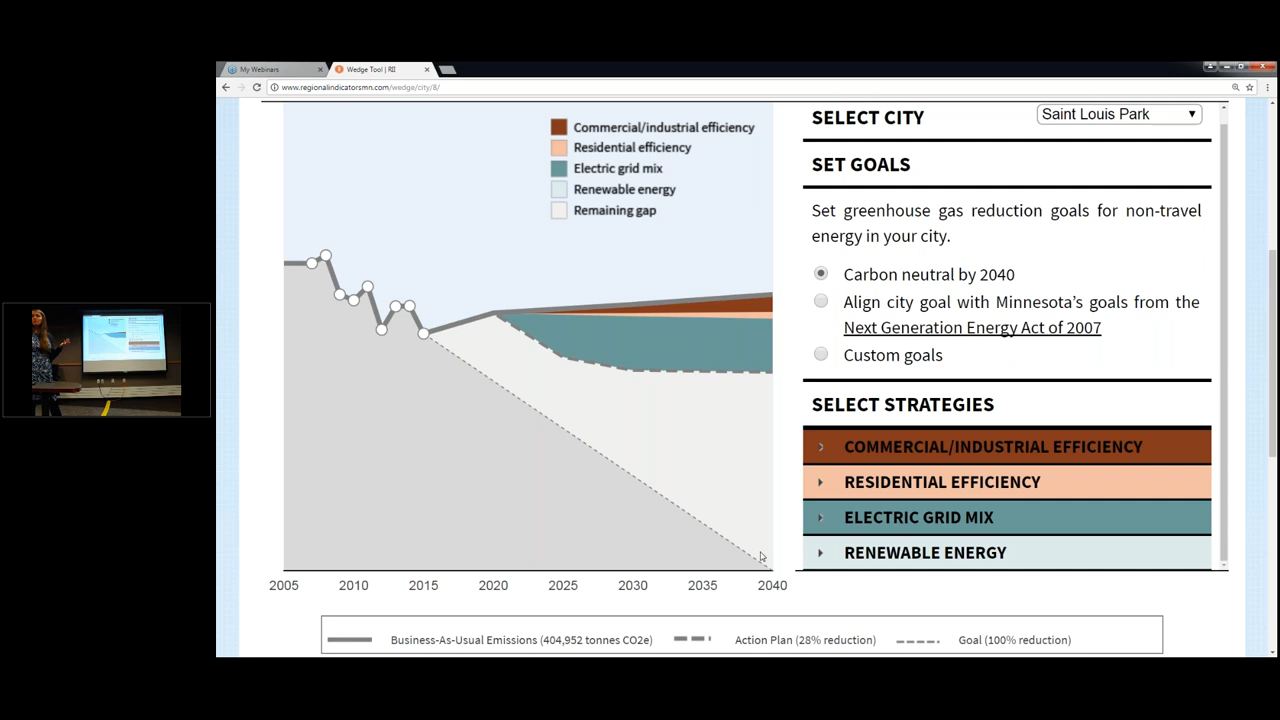 My Webinars
Wedge Tool | RII
www.regionalindicatorsmn.com/wedge/city/8/
Commercial/industrial efficiency
Residential efficiency
Electric grid mix
Renewable energy
Remaining gap
2005 2010 2015 2020 2025 2030 2035 2040
SELECT CITY
Saint Louis Park
SET GOALS
Set greenhouse gas reduction goals for non-travel
energy in your city.
Carbon neutral by 2040
Align city goal with Minnesota's goals from the
Next Generation Energy Act of 2007
Custom goals
SELECT STRATEGIES
COMMERCIAL/INDUSTRIAL EFFICIENCY
RESIDENTIAL EFFICIENCY
ELECTRIC GRID MIX
RENEWABLE ENERGY
Business-As-Usual Emissions (404,952 tonnes CO2e) Action Plan (28% reduction) Goal (100% reduction)